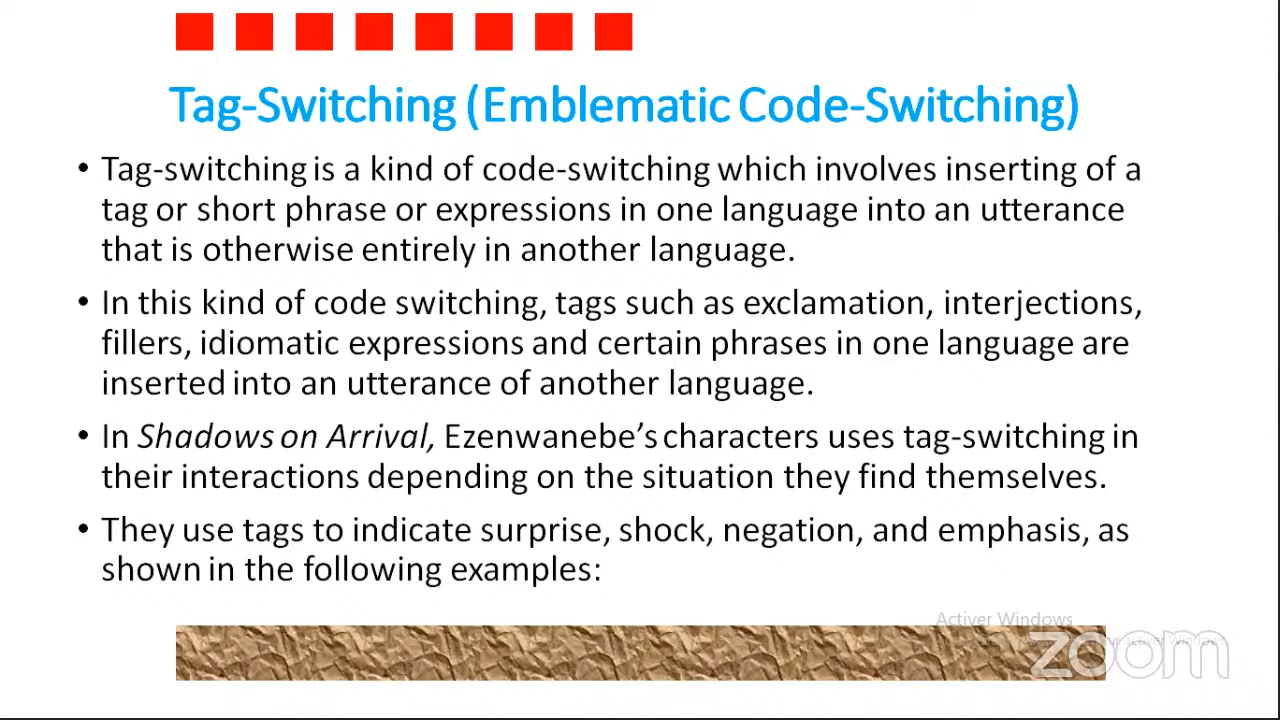 Tag-Switching (Emblematic Code-Switching)
• Tag-switching is a kind of code-switching which involves inserting of a
tag or short phrase or expressions in one language into an utterance
that is otherwise entirely in another language.
• In this kind of code switching, tags such as exclamation, interjections,
fillers, idiomatic expressions and certain phrases in one language are
inserted into an utterance of another language.
• In Shadows on Arrival, Ezenwanebe’s characters uses tag-switching in
their interactions depending on the situation they find themselves.
• They use tags to indicate surprise, shock, negation, and emphasis, as
shown in the following examples:
Activer Windows
zoom